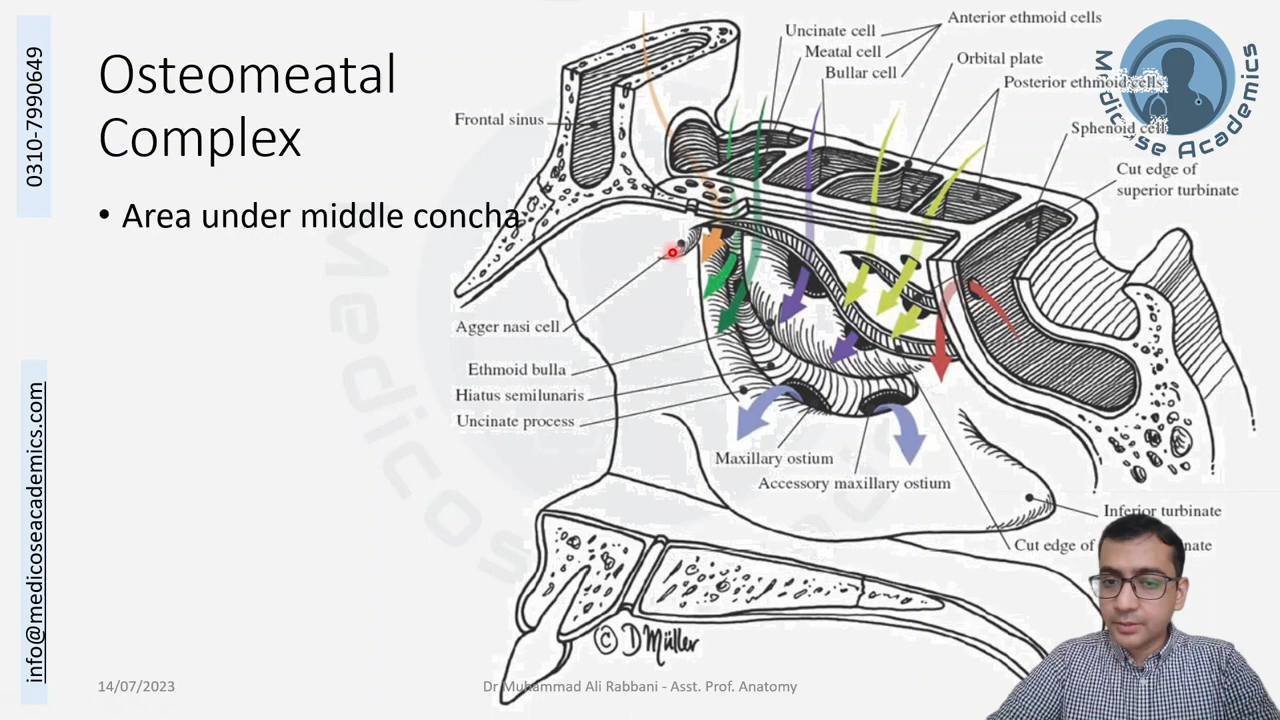 0310-7990649
info@medicoseacademics.com
Osteomeatal
Complex
• Area under middle concha
Uncinate cell
Meatal cell
Bullar cell
Anterior ethmoid cells
Orbital plate
Posterior ethmoid cells
Sphenoid cell
Cut edge of
superior turbinate
Medicose Academics
Frontal sinus
Agger nasi cell
Ethmoid bulla
Hiatus semilunaris
Uncinate process
Maxillary ostium
Accessory maxillary ostium
Inferior turbinate
Cut edge of
© D Müller
Medicos
14/07/2023
Dr Muhammad Ali Rabbani - Asst. Prof. Anatomy